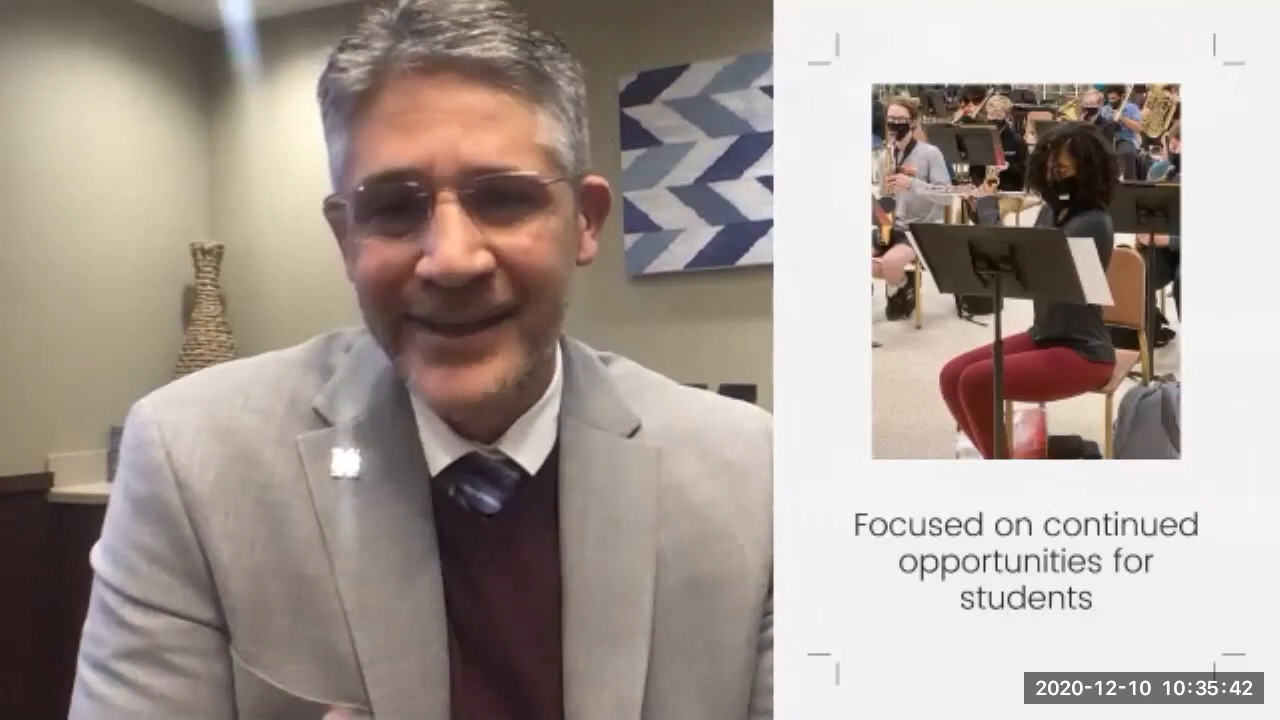 Focused on continued
opportunities for
students
2020-12-10 10:35:42